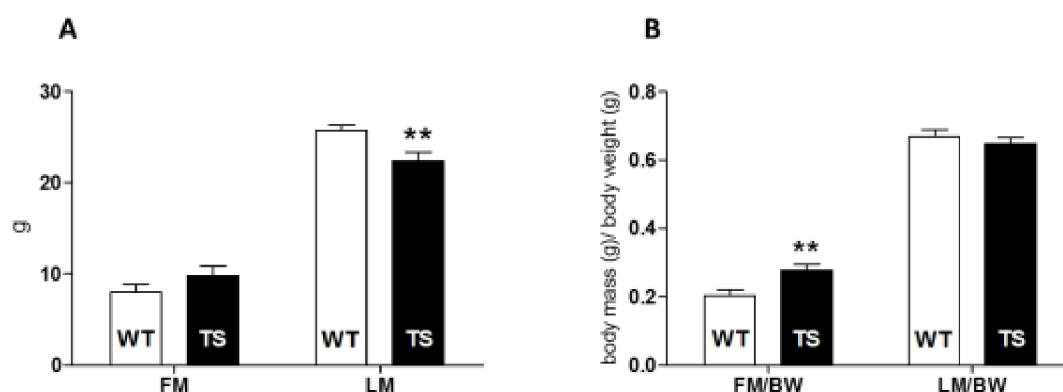 A
30
20
10
0
g
WT
TS
WT
**
TS
FM
LM
B
0.8
0.6
0.4
0.2
0.0
body mass (g)/ body weight (g)
WT
**
TS
WT
TS
FM/BW
LM/BW